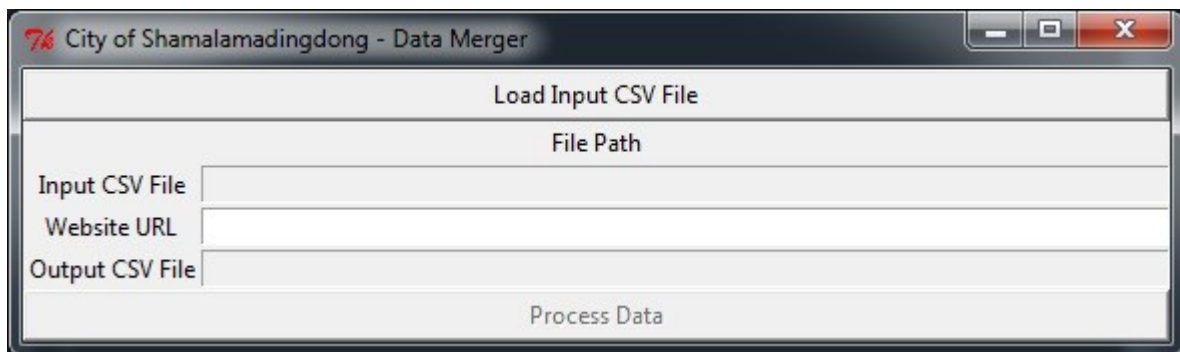 City of Shamalamadingdong - Data Merger
Load Input CSV File
File Path
Input CSV File
Website URL
Output CSV File
Process Data